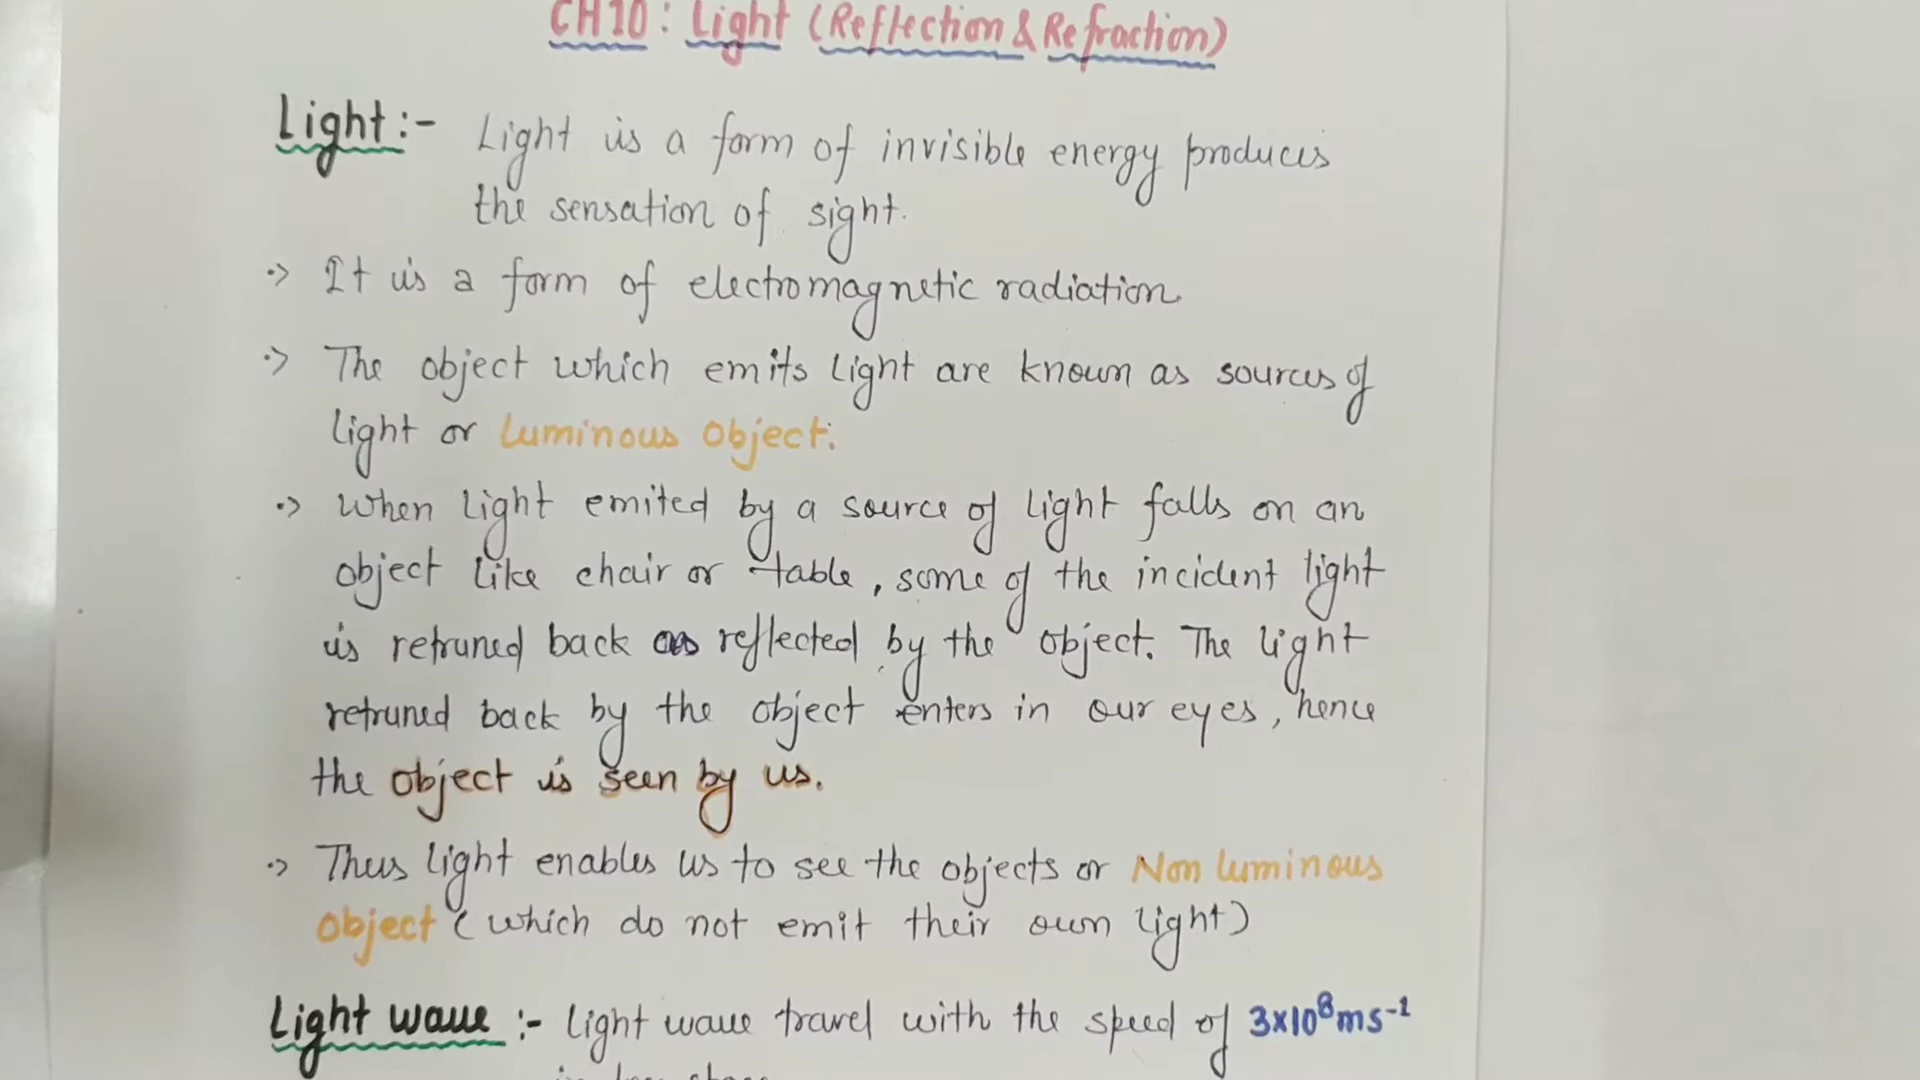 CH10: Light (Reflection & Refraction)
Light:- Light is a form of invisible energy produces
the sensation of sight.
·> It is a form of electromagnetic radiation.
·> The object which emits light are known as sources of
light or Luminous Object.
·> When light emited by a source of light falls on an
object like chair or table, some of the incident light
is retruned back as reflected by the object. The light
retruned back by the object enters in our eyes, hence
the object is seen by us.
·> Thus light enables us to see the objects or Non luminous
object (which do not emit their own light)
Light wave :- Light wave travel with the speed of 3x10⁸ms⁻¹